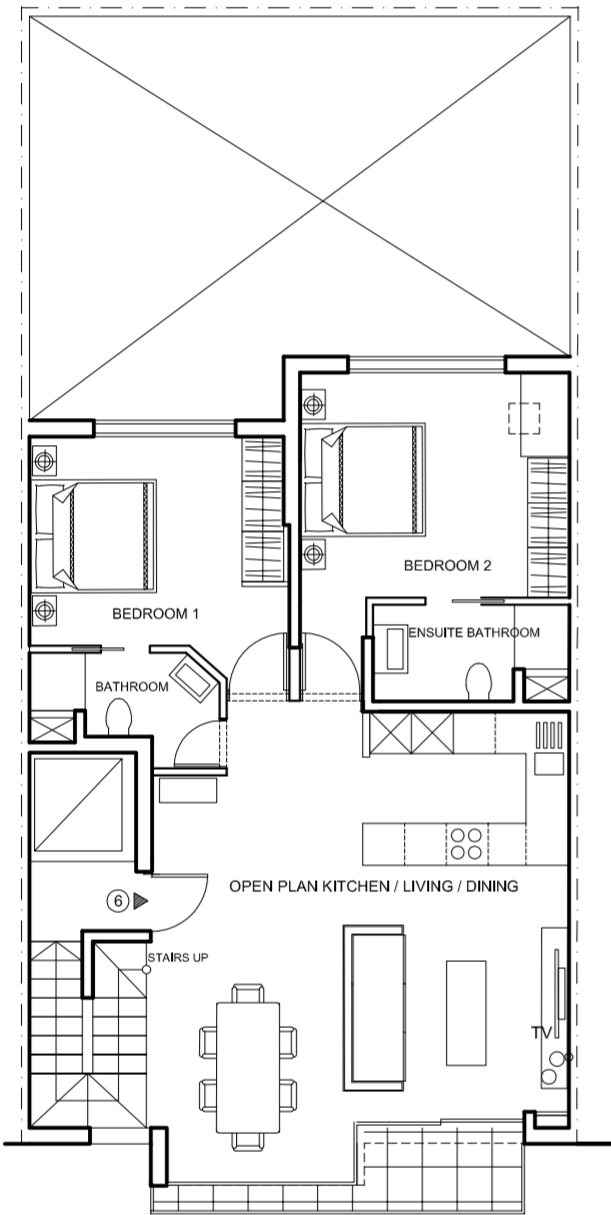 BEDROOM 2
BEDROOM 1
ENSUITE BATHROOM
BATHROOM
OPEN PLAN KITCHEN / LIVING / DINING
6
STAIRS UP
TV